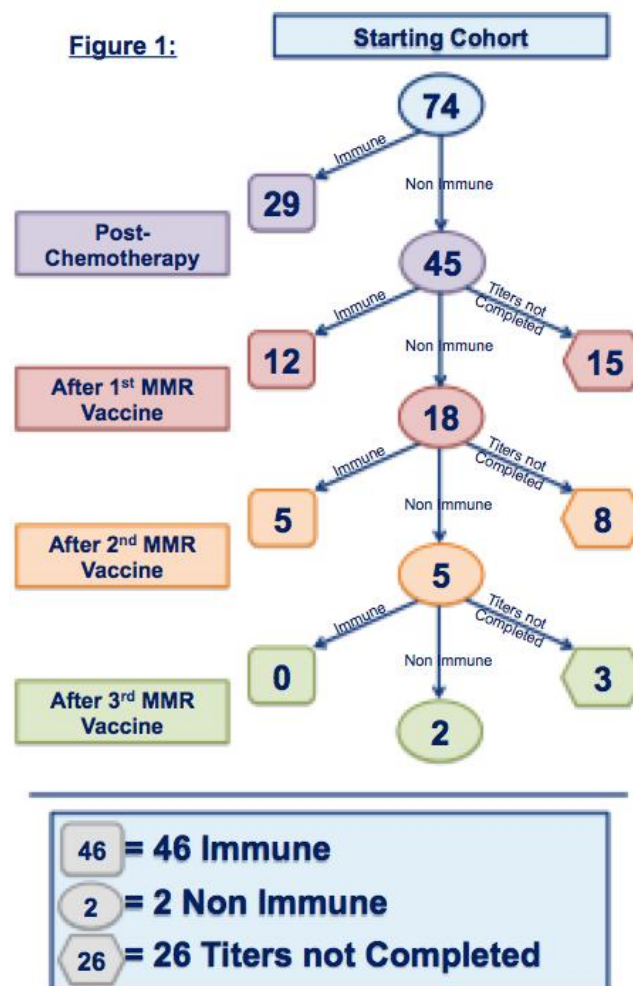 Figure 1:
Starting Cohort
74
Immune
Non Immune
29
Post-
Chemotherapy
45
Immune
Non Immune
Titers not
Completed
12
15
After 1st MMR
Vaccine
18
Immune
Non Immune
Titers not
Completed
5
8
After 2nd MMR
Vaccine
5
Immune
Non Immune
Titers not
Completed
0
3
After 3rd MMR
Vaccine
2
46 = 46 Immune
2 = 2 Non Immune
26 = 26 Titers not Completed